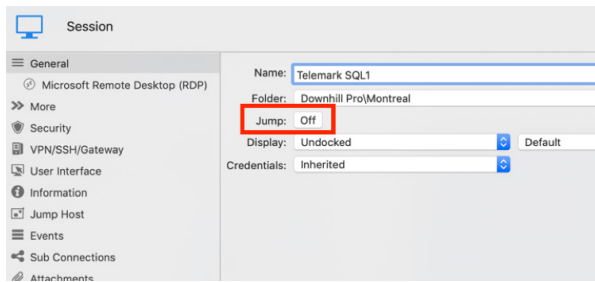 Session
General
Microsoft Remote Desktop (RDP)
More
Security
VPN/SSH/Gateway
User Interface
Information
Jump Host
Events
Sub Connections
Attachments
Name: Telemark SQL1
Folder: Downhill Pro\Montreal
Jump: Off
Display: Undocked Default
Credentials: Inherited